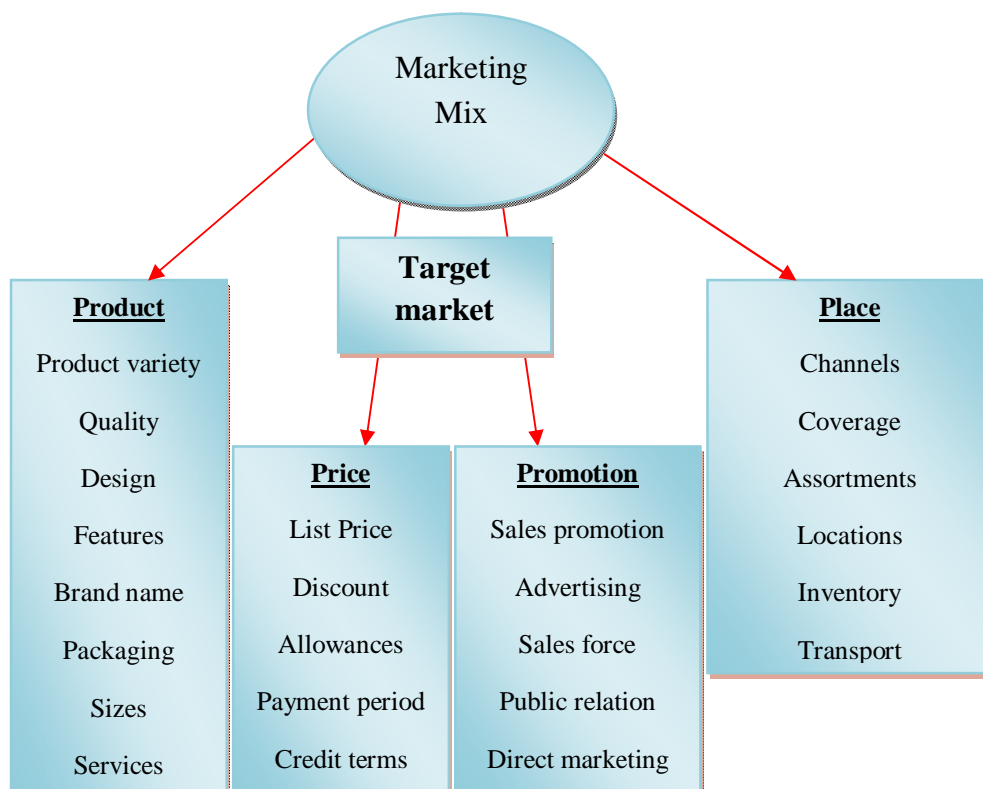 Marketing
Mix
Target
market
Product
Product variety
Quality
Design
Features
Brand name
Packaging
Sizes
Services
Price
List Price
Discount
Allowances
Payment period
Credit terms
Promotion
Sales promotion
Advertising
Sales force
Public relation
Direct marketing
Place
Channels
Coverage
Assortments
Locations
Inventory
Transport